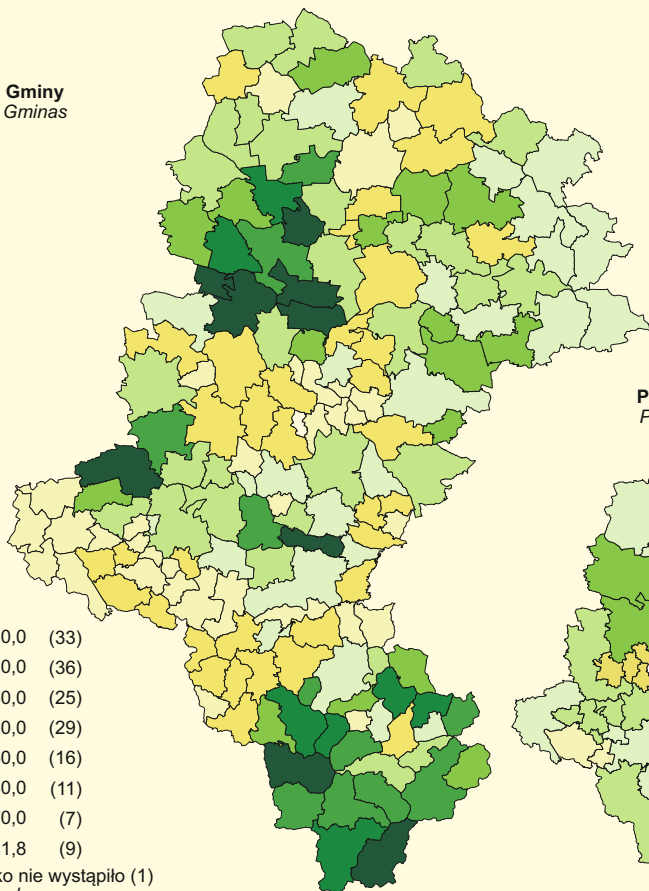 Gminy
Gminas
P
0,0 (33)
0,0 (36)
0,0 (25)
0,0 (29)
0,0 (16)
0,0 (11)
0,0 (7)
1,8 (9)
ko nie wystąpiło (1)